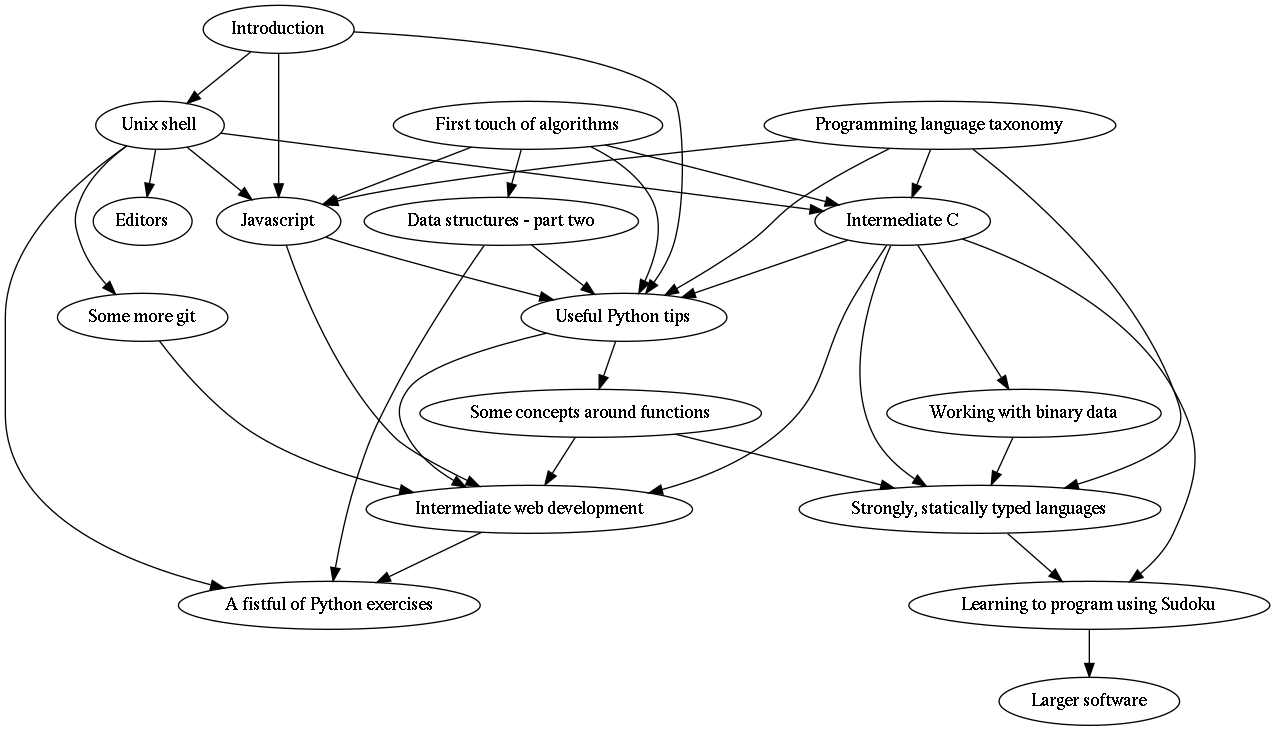 Introduction
Unix shell
First touch of algorithms
Programming language taxonomy
Editors
Javascript
Data structures - part two
Intermediate C
Some more git
Useful Python tips
Some concepts around functions
Working with binary data
Intermediate web development
Strongly, statically typed languages
A fistful of Python exercises
Learning to program using Sudoku
Larger software